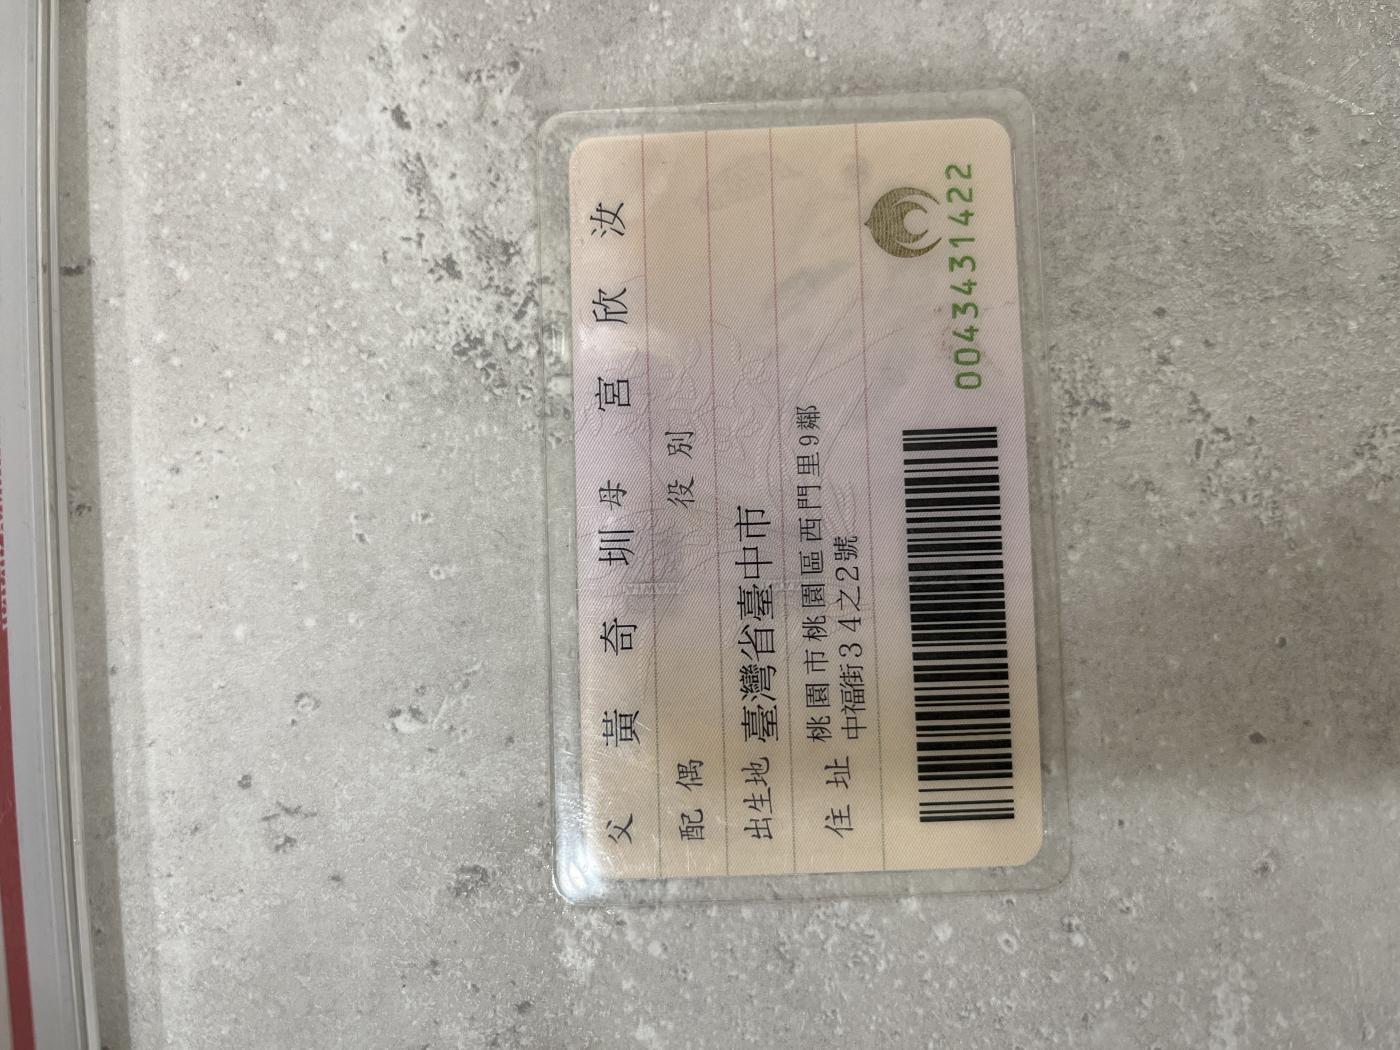 父 黃奇圳 母 宮欣汝
配偶 役別
出生地 臺灣省臺中市
住址 桃園市桃園區西門里9鄰
中福街34之2號
0043431422